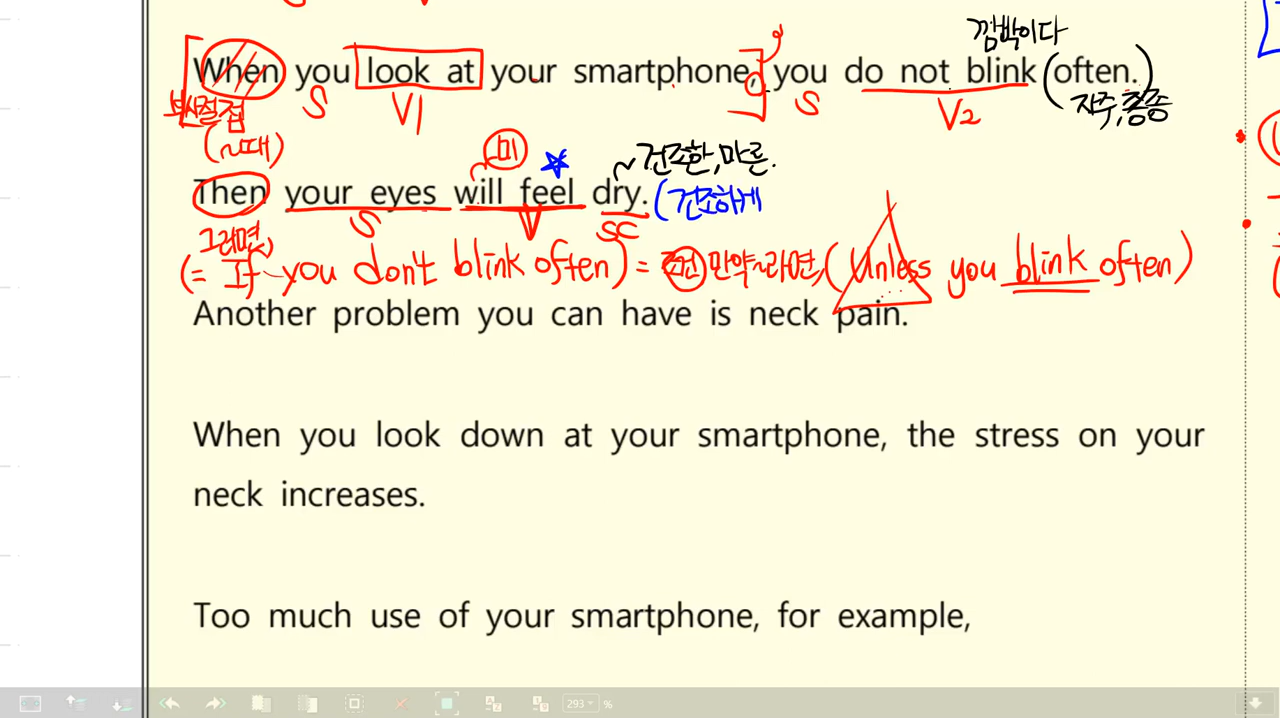 깜박이다
When you look at your smartphone, you do not blink (often.)
S V1 S V2 자주, 종종
부사절 접
(~때) 미 ~건조한, 마른.
Then your eyes will feel dry. (건조하게
S V SC
그러면,
(= If you don't blink often) = 만약~라면, (Unless you blink often)
Another problem you can have is neck pain.
When you look down at your smartphone, the stress on your
neck increases.
Too much use of your smartphone, for example,
293 %